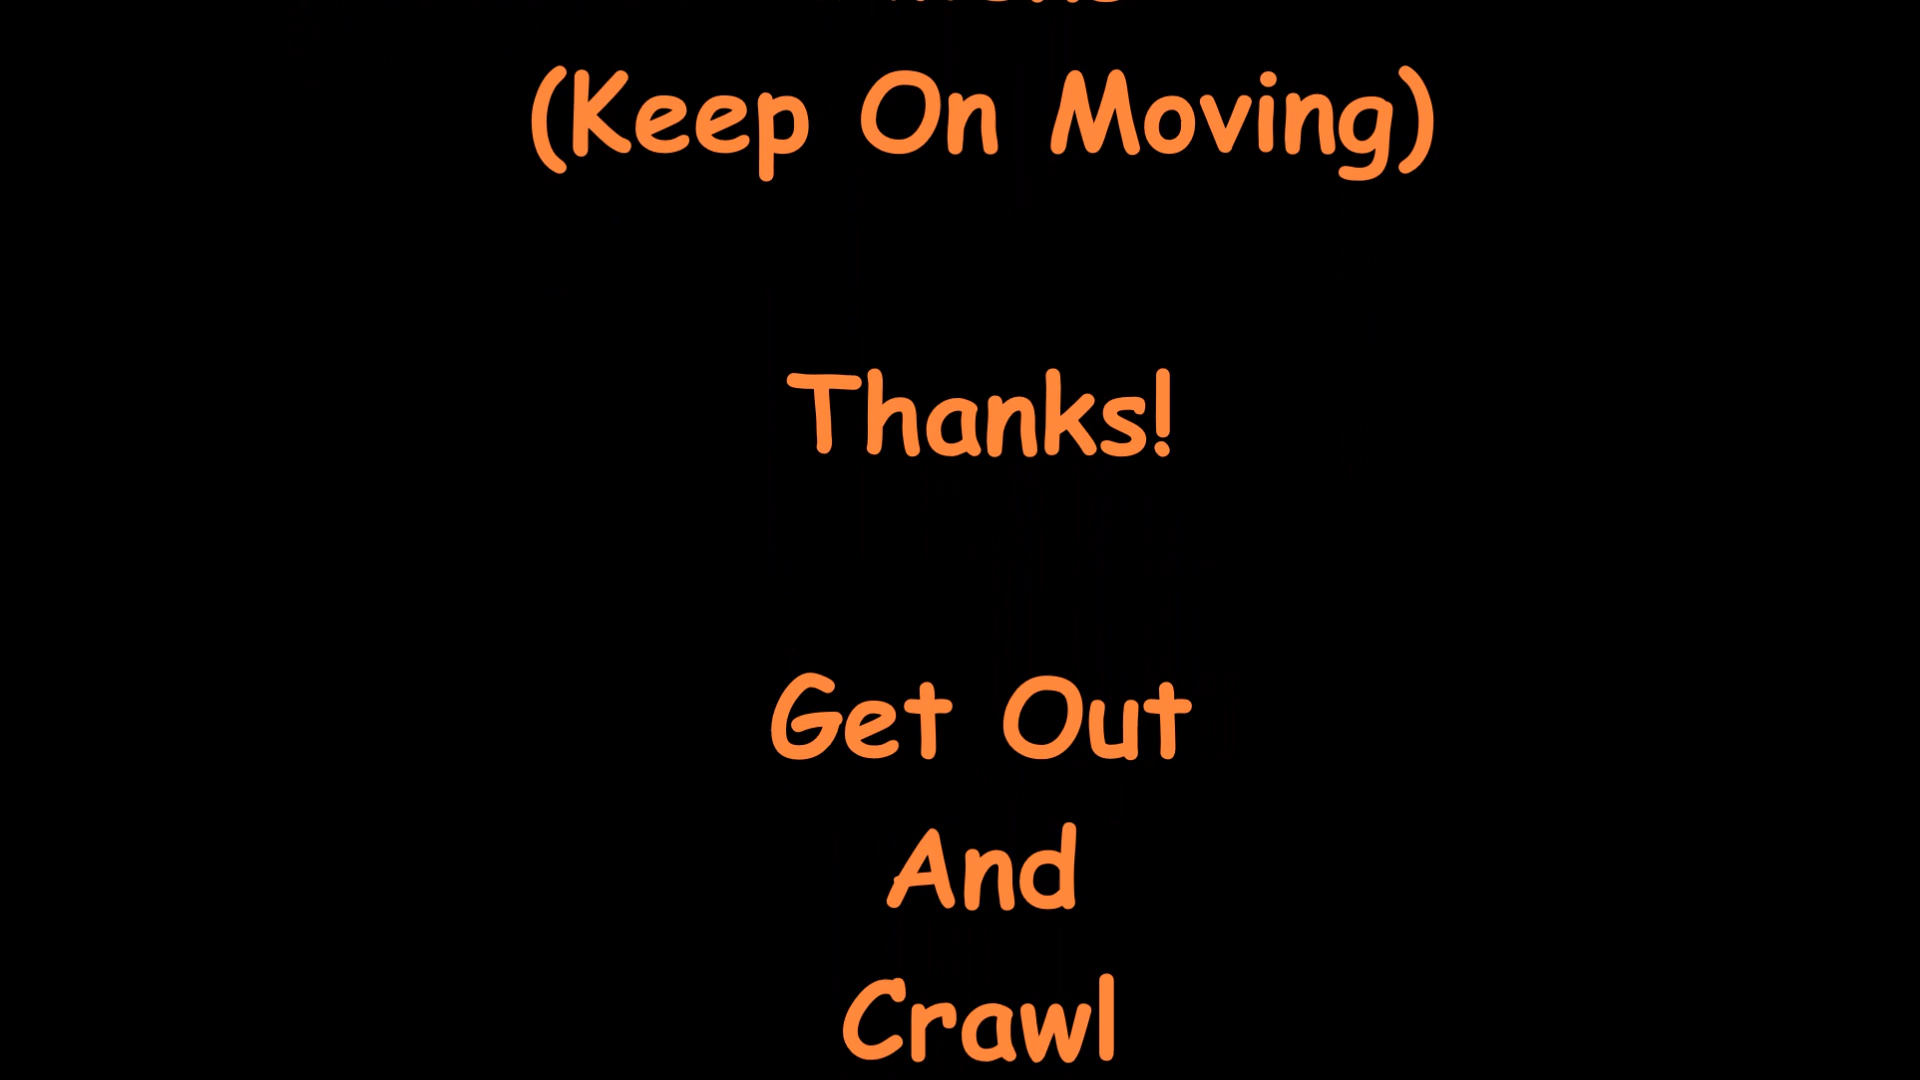 (Keep On Moving)
Thanks!
Get Out
And
Crawl